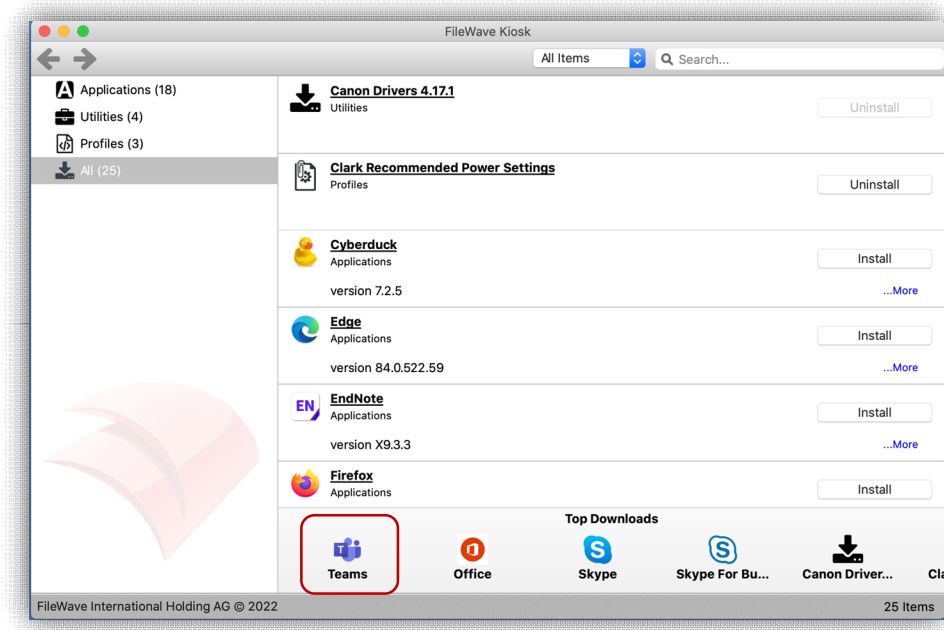 FileWave Kiosk
All Items
Search...
Applications (18)
Utilities (4)
Profiles (3)
All (25)
Canon Drivers 4.17.1
Utilities
Uninstall
Clark Recommended Power Settings
Profiles
Uninstall
Cyberduck
Applications
Install
version 7.2.5
...More
Edge
Applications
Install
version 84.0.522.59
...More
EN
EndNote
Applications
Install
version X9.3.3
...More
Firefox
Applications
Install
Top Downloads
Teams
Office
Skype
Skype For Bu...
Canon Driver...
Cla
FileWave International Holding AG © 2022
25 Items